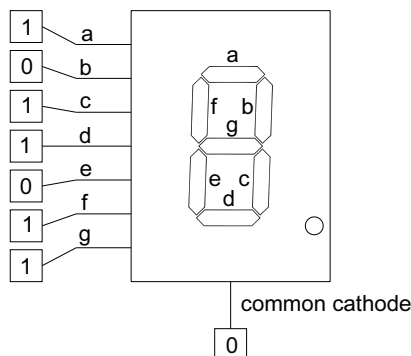 1 a
0 b
1 c
1 d
0 e
1 f
1 g
a
f b
g
e c
d
common cathode
0